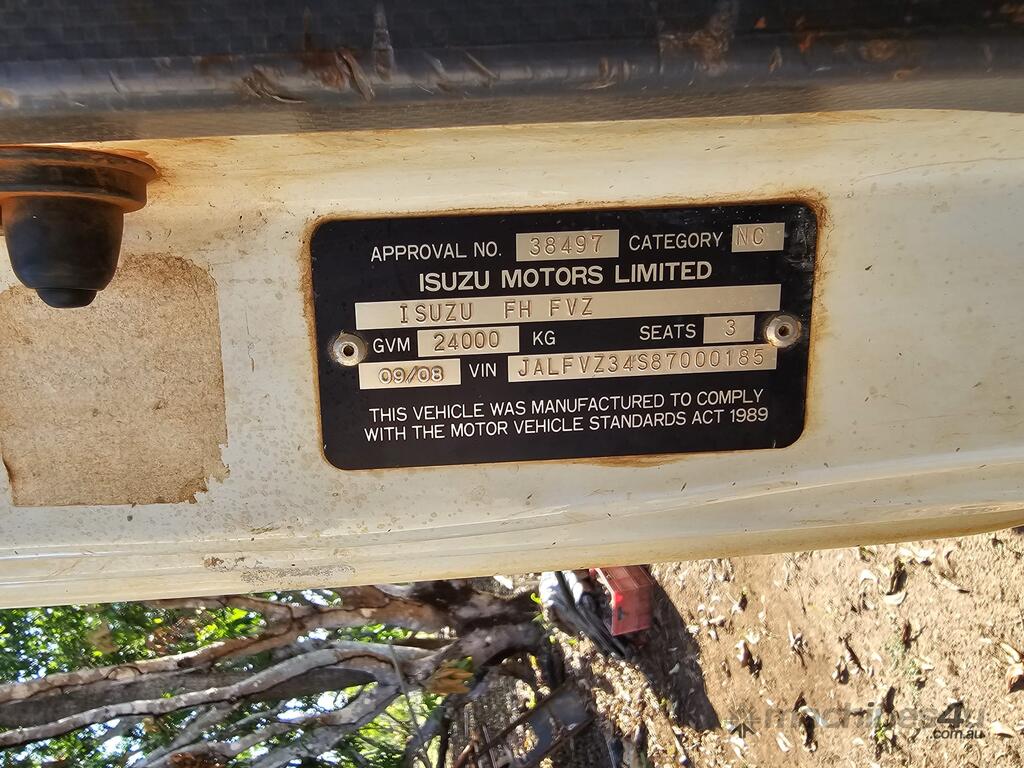 APPROVAL NO. 38497 CATEGORY NC
ISUZU MOTORS LIMITED
ISUZU FH FVZ
GVM 24000 KG SEATS 3
09/08 VIN JALFVZ34S87000185
THIS VEHICLE WAS MANUFACTURED TO COMPLY
WITH THE MOTOR VEHICLE STANDARDS ACT 1989
machines4u
.com.au